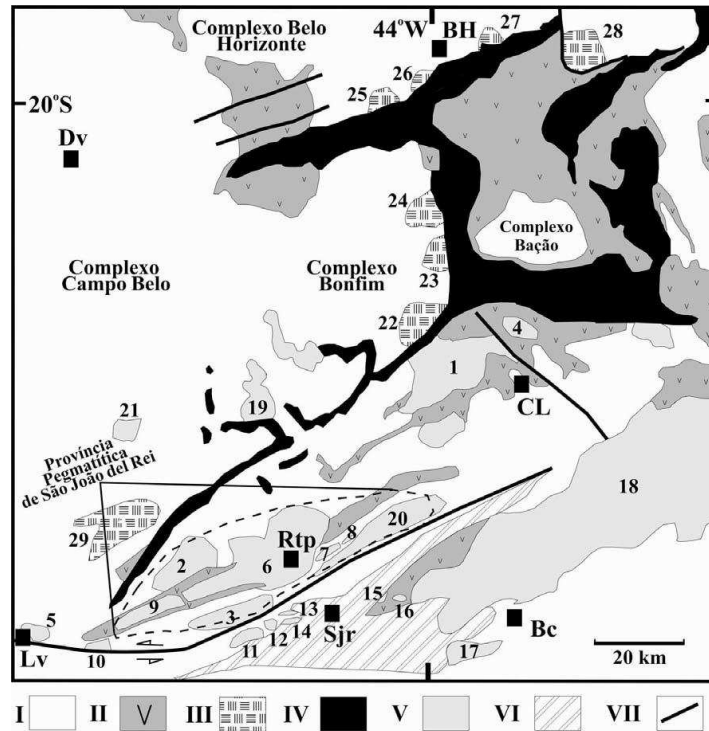 Complexo Belo
Horizonte
44°W
BH
27
28
26
25
20°S
Dv
24
Complexo
Bação
Complexo
Campo Belo
Complexo
Bonfim
23
22
4
1
CL
19
21
Província
Pegmatítica
de São João del Rei
18
29
20
Rtp
8
7
2
6
9
3
15
16
13
Sjr
14
12
11
5
Lv
10
Bc
17
20 km
I II V III IV V VI VII